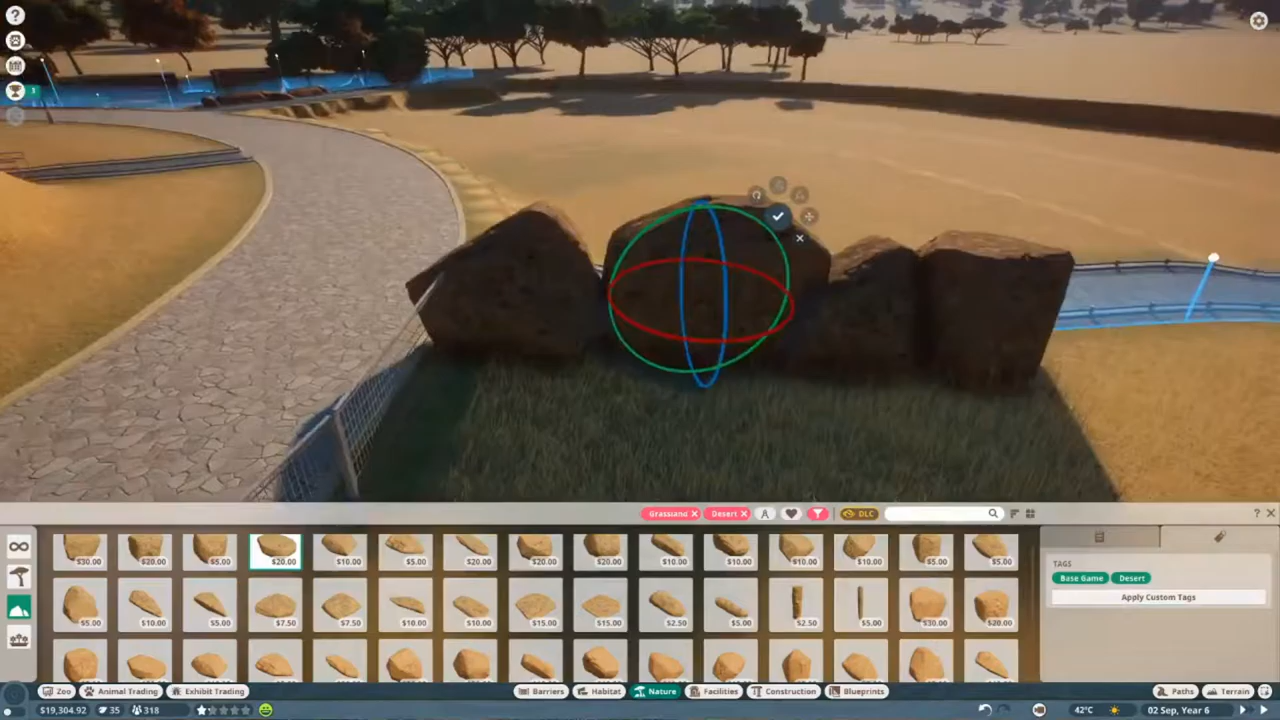 ?
3
Grassland ×
Desert ×
DLC
? ×
$30.00 $20.00 $5.00 $20.00 $10.00 $5.00 $20.00 $20.00 $20.00 $10.00 $10.00 $10.00 $10.00 $5.00 $5.00
$5.00 $10.00 $5.00 $7.50 $7.50 $10.00 $10.00 $15.00 $15.00 $2.50 $5.00 $2.50 $5.00 $30.00 $20.00
TAGS
Base Game Desert
Apply Custom Tags
Zoo Animal Trading Exhibit Trading Barriers Habitat Nature Facilities Construction Blueprints Paths Terrain
$19,304.92 35 318 42°C 02 Sep, Year 6